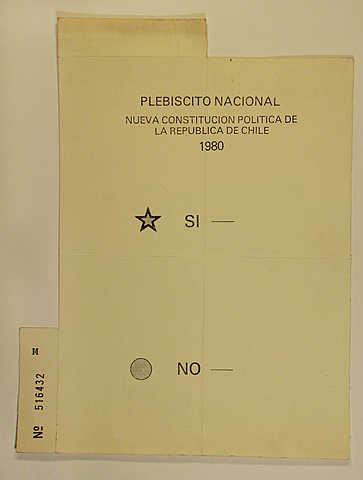 PLEBISCITO NACIONAL
NUEVA CONSTITUCION POLITICA DE
LA REPUBLICA DE CHILE
1980
SI —
NO —
M
Nº 516432